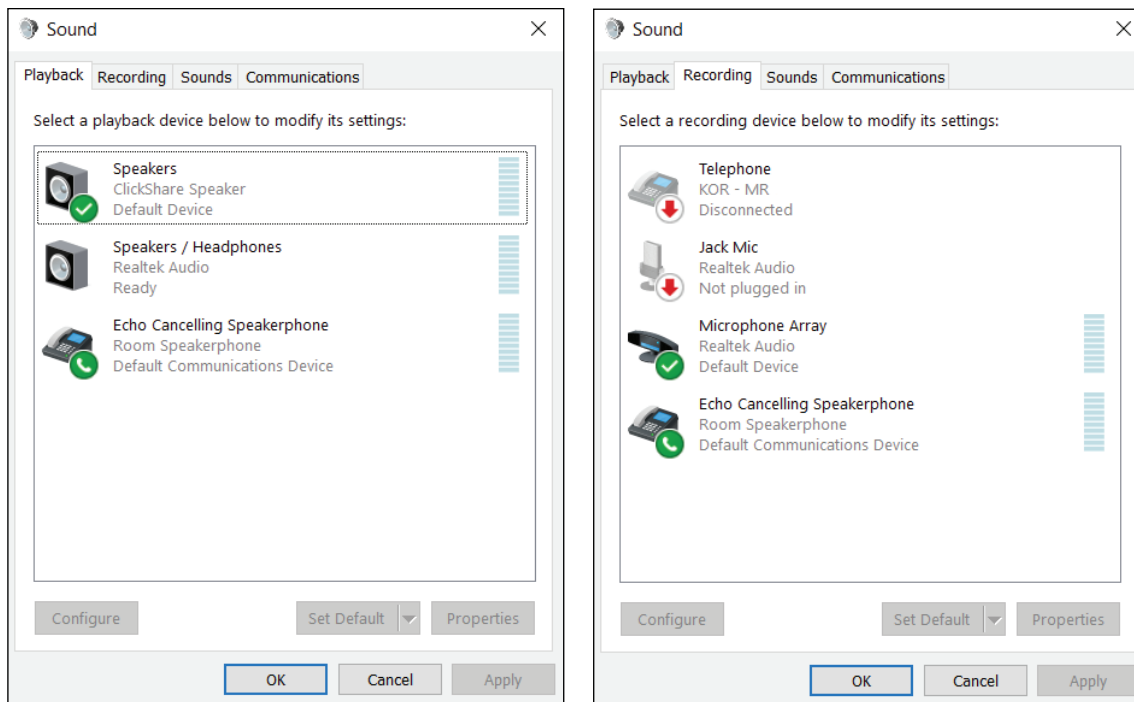 Sound
Playback Recording Sounds Communications
Select a playback device below to modify its settings:
Speakers
ClickShare Speaker
Default Device
Speakers / Headphones
Realtek Audio
Ready
Echo Cancelling Speakerphone
Room Speakerphone
Default Communications Device
Configure Set Default Properties
OK Cancel Apply
Sound
Playback Recording Sounds Communications
Select a recording device below to modify its settings:
Telephone
KOR - MR
Disconnected
Jack Mic
Realtek Audio
Not plugged in
Microphone Array
Realtek Audio
Default Device
Echo Cancelling Speakerphone
Room Speakerphone
Default Communications Device
Configure Set Default Properties
OK Cancel Apply